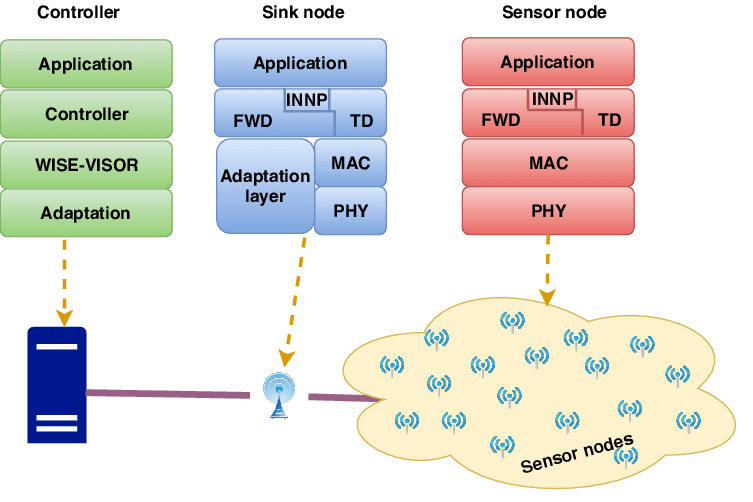 Controller
Sink node
Sensor node
Application
Controller
WISE-VISOR
Adaptation
Application
INNP
FWD
TD
Adaptation
layer
MAC
PHY
Application
INNP
FWD
TD
MAC
PHY
Sensor nodes